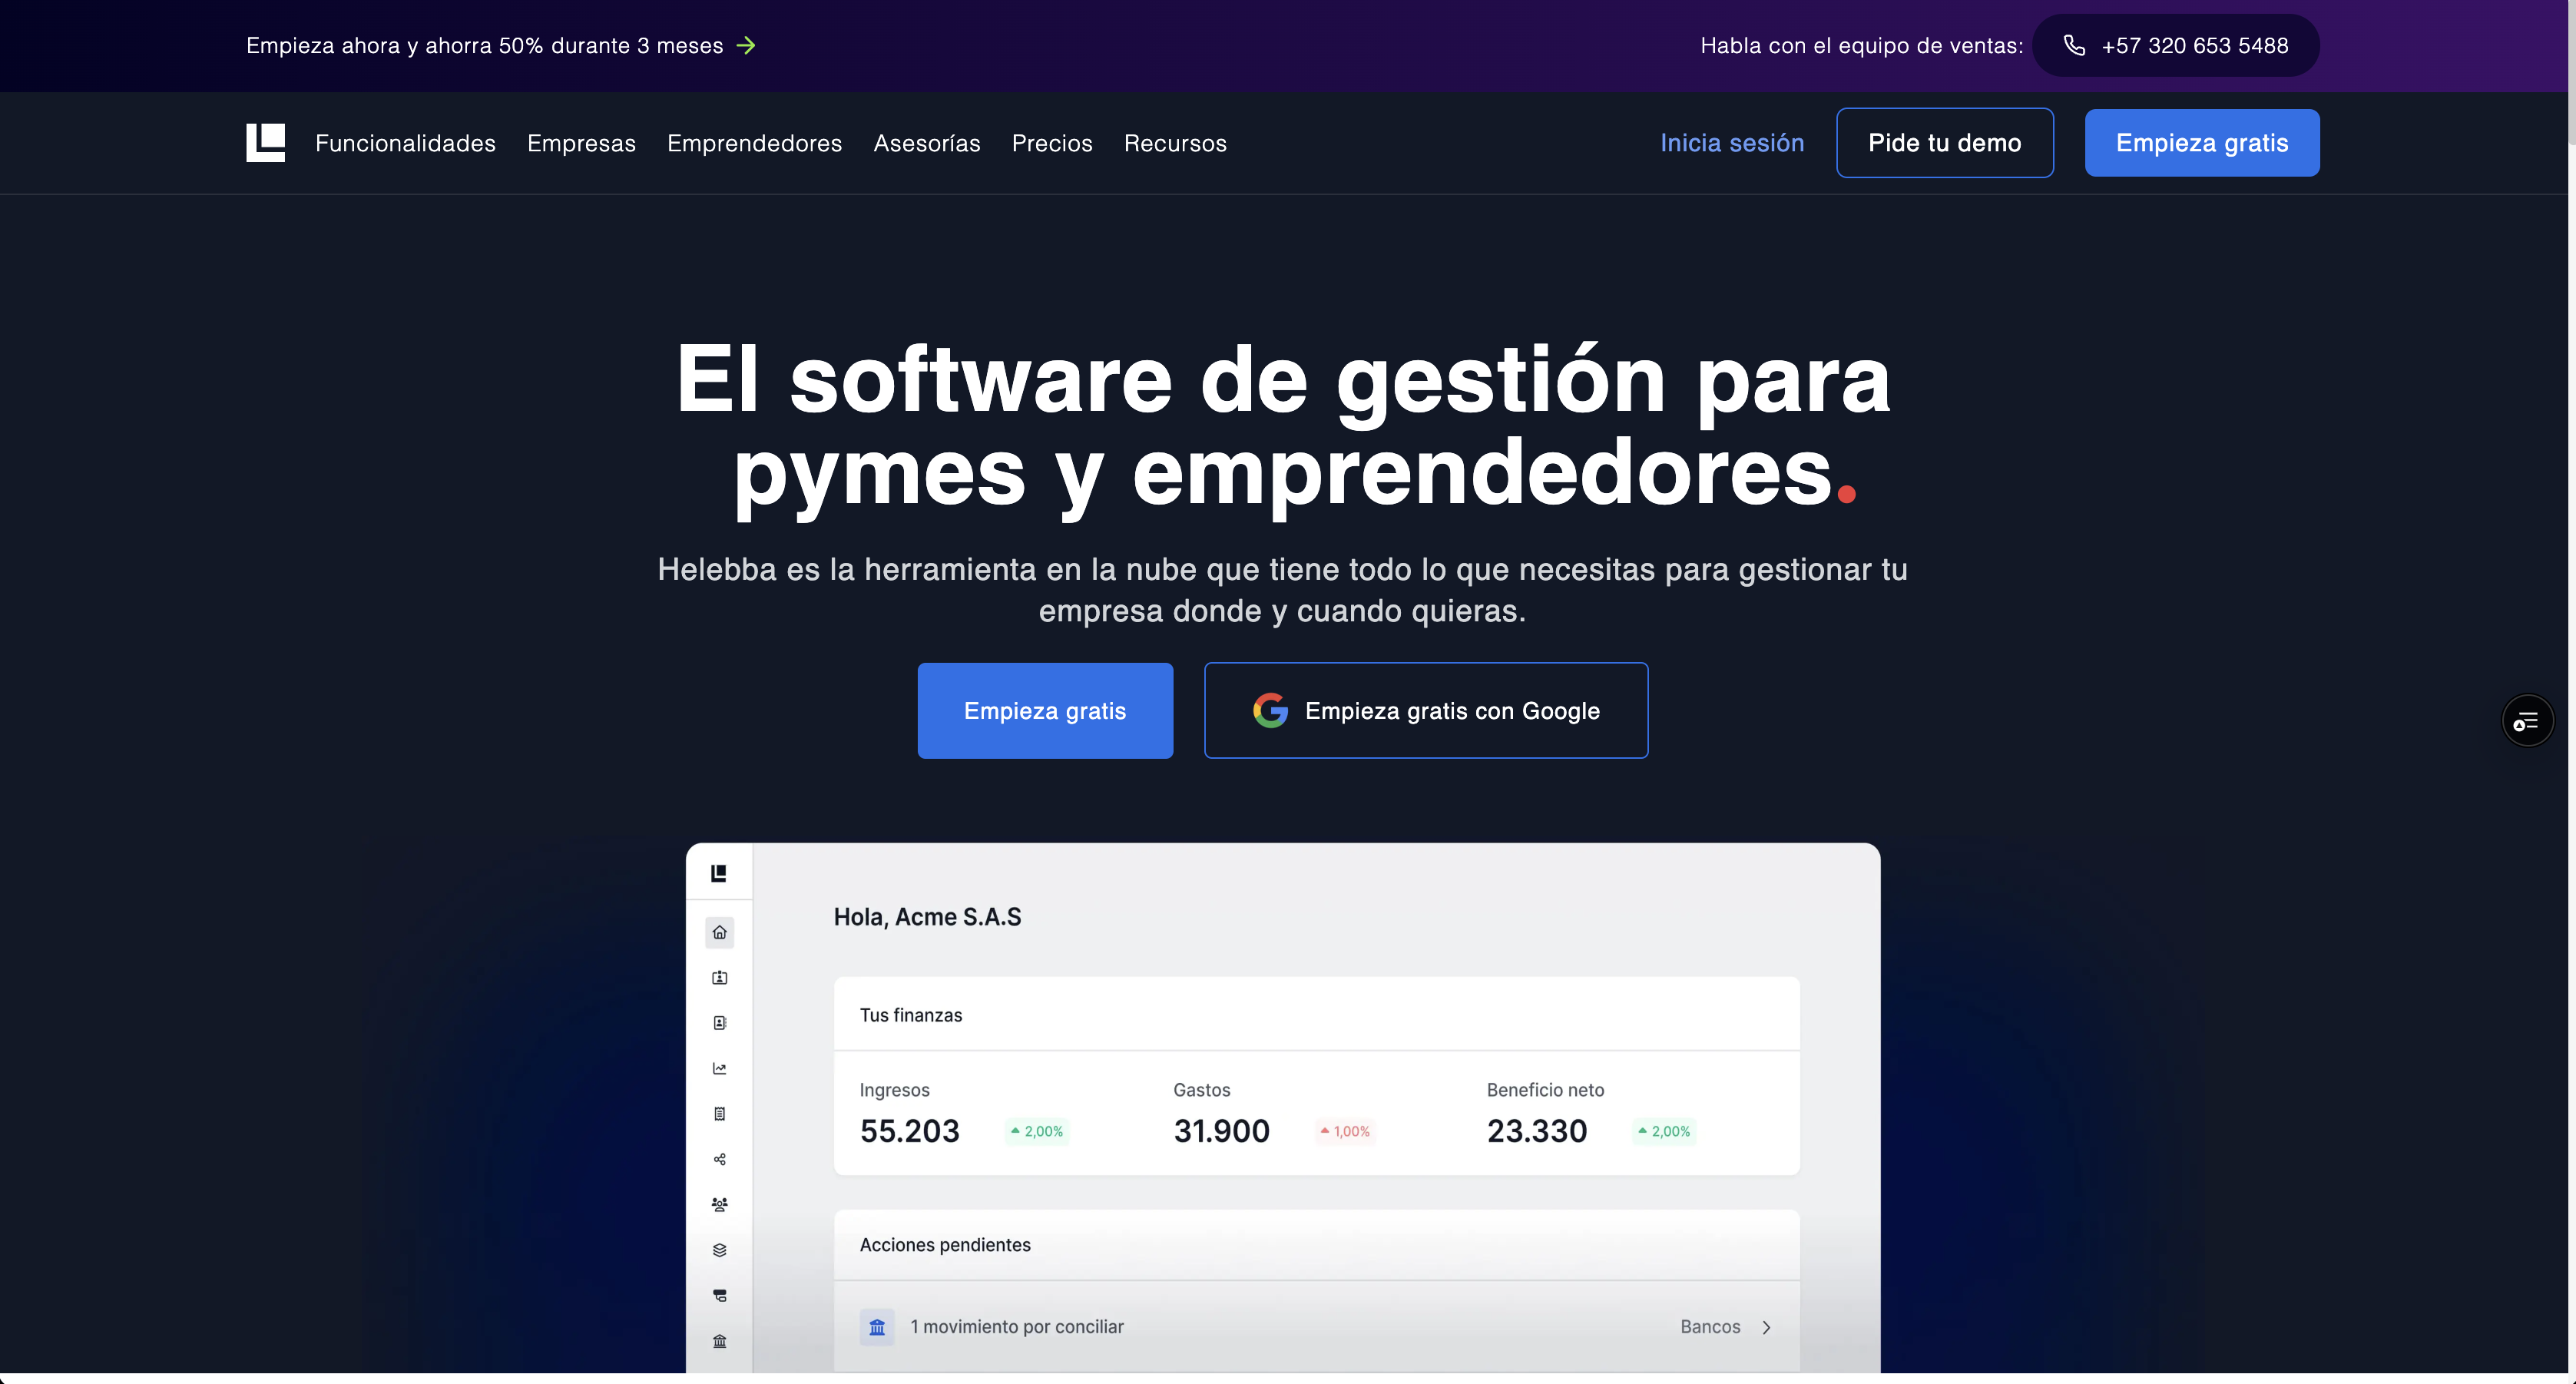 Empieza ahora y ahorra 50% durante 3 meses →
Habla con el equipo de ventas: +57 320 653 5488
Funcionalidades Empresas Emprendedores Asesorías Precios Recursos
Inicia sesión Pide tu demo Empieza gratis
El software de gestión para
pymes y emprendedores.
Helebba es la herramienta en la nube que tiene todo lo que necesitas para gestionar tu
empresa donde y cuando quieras.
Empieza gratis
Empieza gratis con Google
Hola, Acme S.A.S
Tus finanzas
Ingresos Gastos Beneficio neto
55.203 2,00% 31.900 1,00% 23.330 2,00%
Acciones pendientes
1 movimiento por conciliar Bancos